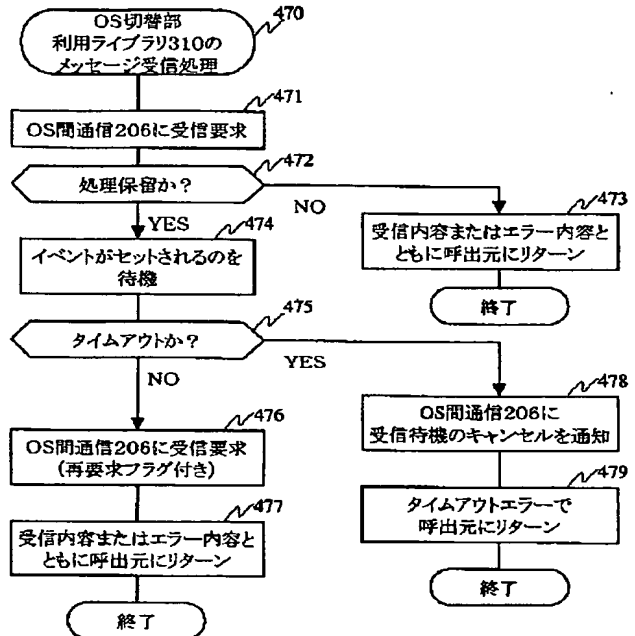 OS切替部
利用ライブラリ310の
メッセージ受信処理
470
471
OS間通信206に受信要求
472
処理保留か？
NO
473
受信内容またはエラー内容と
ともに呼出元にリターン
終了
YES
474
イベントがセットされるのを
待機
475
タイムアウトか？
YES
478
OS間通信206に
受信待機のキャンセルを通知
479
タイムアウトエラーで
呼出元にリターン
終了
NO
476
OS間通信206に受信要求
(再要求フラグ付き)
477
受信内容またはエラー内容と
ともに呼出元にリターン
終了